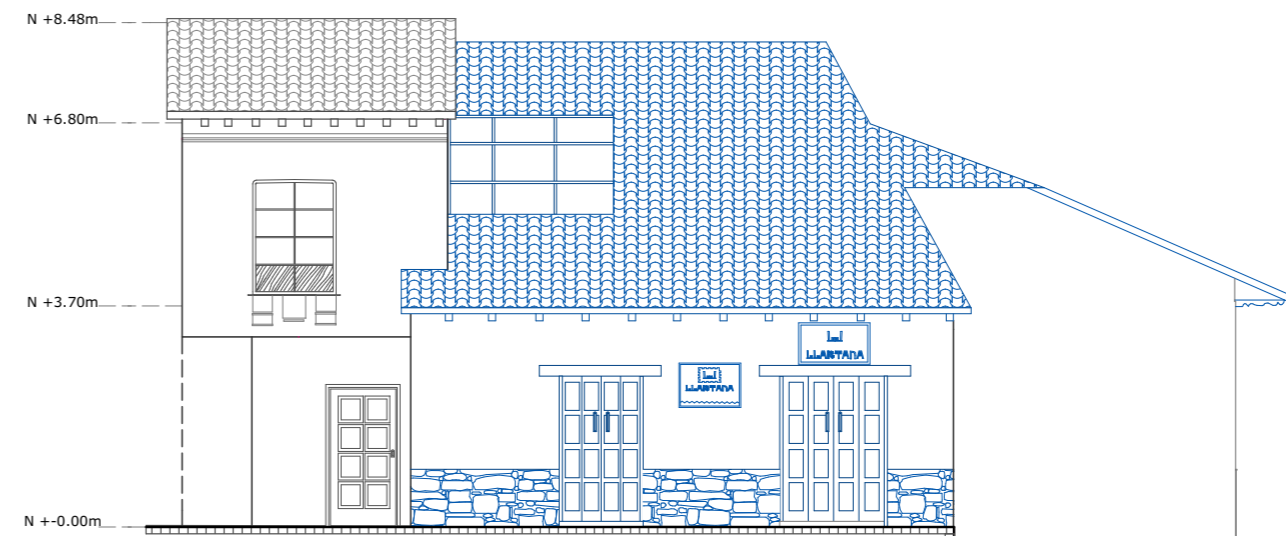 N +8.48m
N +6.80m
N +3.70m
LLARTANA
LLARTANA
N +-0.00m